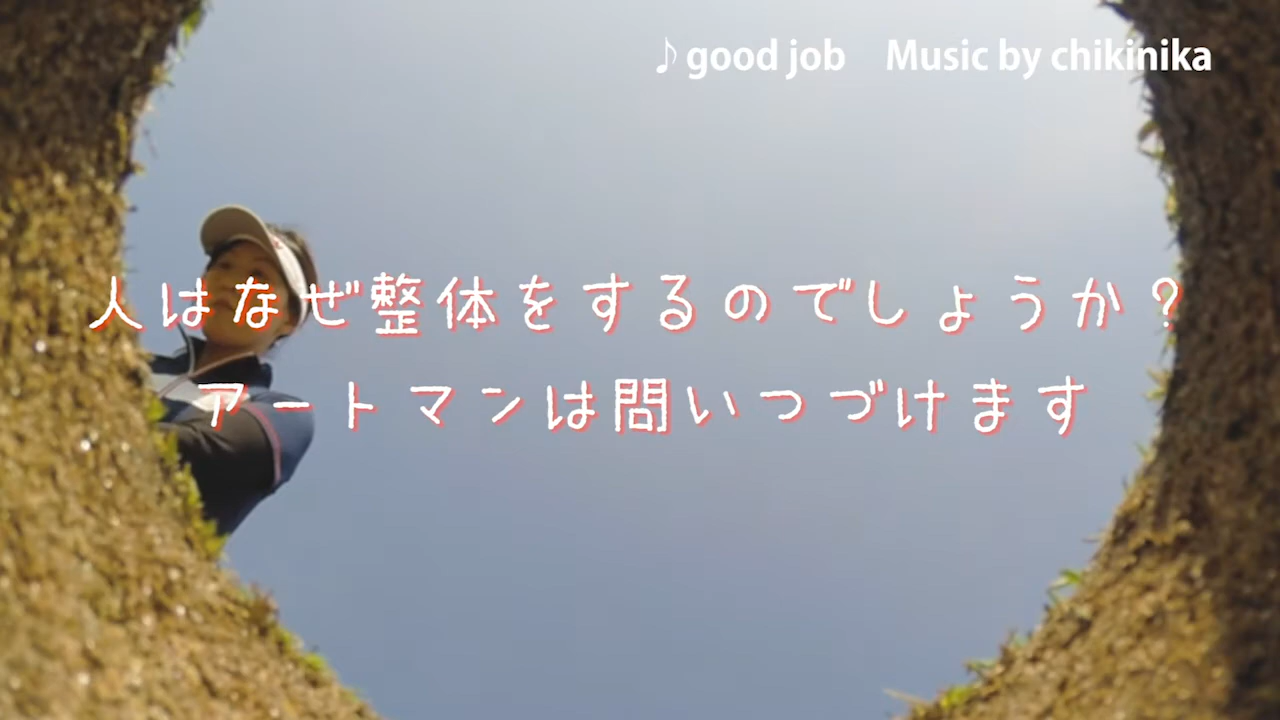 ♪good job Music by chikinika
人はなぜ整体をするのでしょうか？
アートマンは問いつづけます